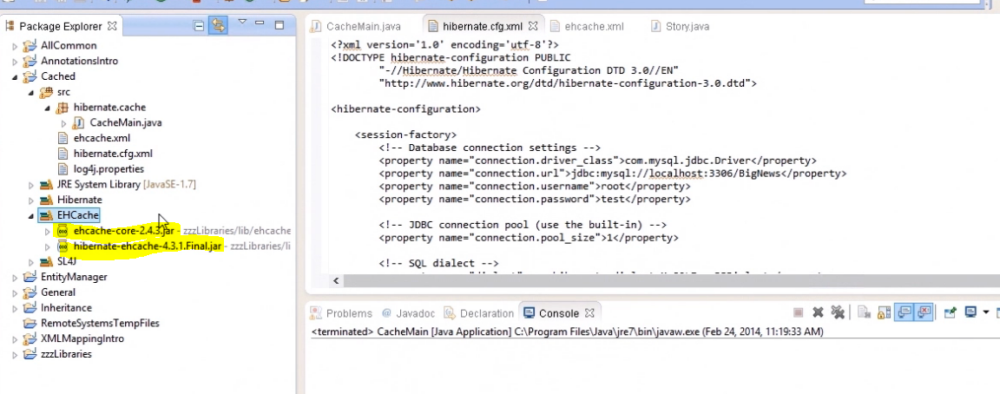 Package Explorer
AllCommon
AnnotationsIntro
Cached
src
hibernate.cache
CacheMain.java
ehcache.xml
hibernate.cfg.xml
log4j.properties
JRE System Library [JavaSE-1.7]
Hibernate
EHCache
ehcache-core-2.4.3.jar - zzzLibraries/lib/ehcache
hibernate-ehcache-4.3.1.Final.jar - zzzLibraries/li
SL4J
EntityManager
General
Inheritance
RemoteSystemsTempFiles
XMLMappingIntro
zzzLibraries
CacheMain.java hibernate.cfg.xml ehcache.xml Story.java
<?xml version='1.0' encoding='utf-8'?>
<!DOCTYPE hibernate-configuration PUBLIC
"-//Hibernate/Hibernate Configuration DTD 3.0//EN"
"http://www.hibernate.org/dtd/hibernate-configuration-3.0.dtd">
<hibernate-configuration>
<session-factory>
<!-- Database connection settings -->
<property name="connection.driver_class">com.mysql.jdbc.Driver</property>
<property name="connection.url">jdbc:mysql://localhost:3306/BigNews</property>
<property name="connection.username">root</property>
<property name="connection.password">test</property>
<!-- JDBC connection pool (use the built-in) -->
<property name="connection.pool_size">1</property>
<!-- SQL dialect -->
Problems @ Javadoc Declaration Console
<terminated> CacheMain [Java Application] C:\Program Files\Java\jre7\bin\javaw.exe (Feb 24, 2014, 11:19:33 AM)